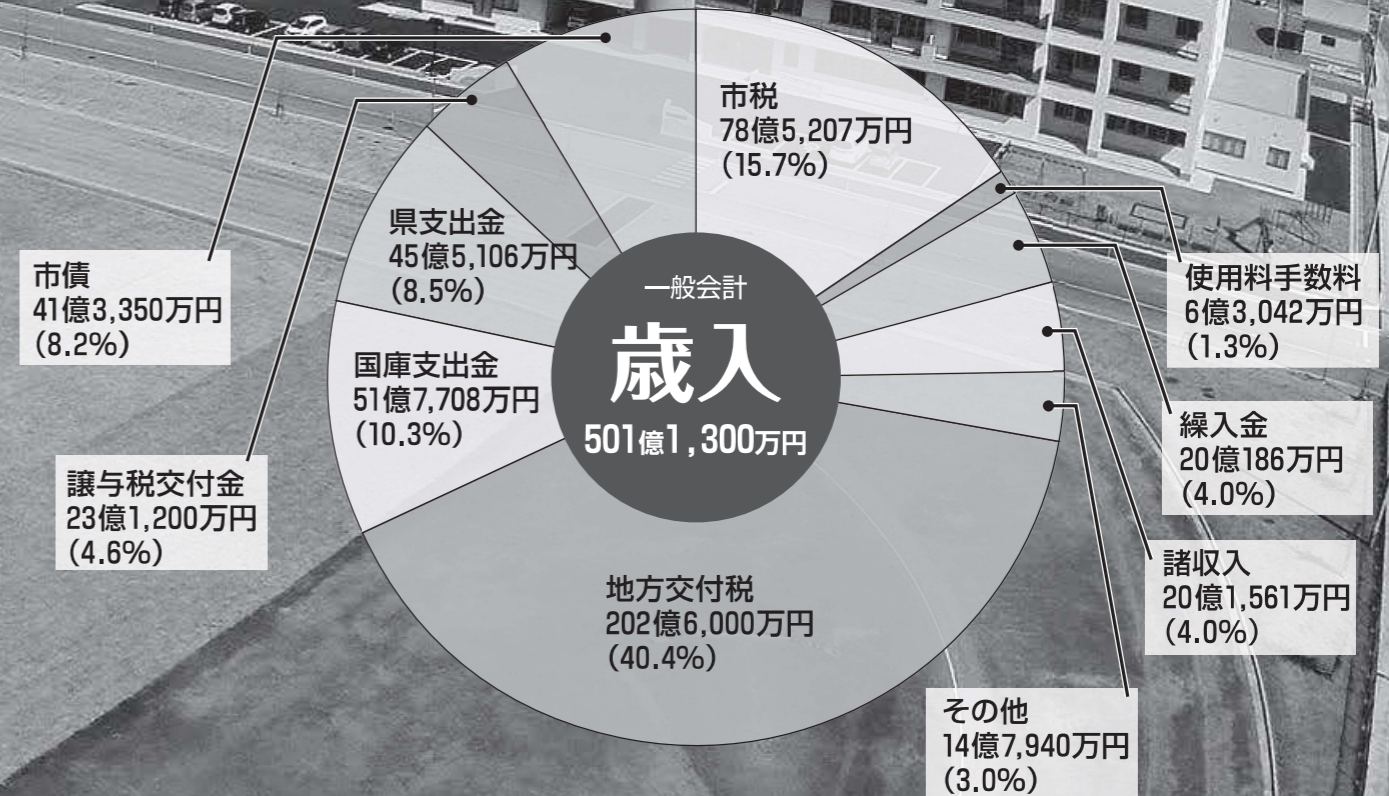 一般会計
歳入
501億1,300万円
市税
78億5,207万円
(15.7%)
使用料手数料
6億3,042万円
(1.3%)
繰入金
20億186万円
(4.0%)
諸収入
20億1,561万円
(4.0%)
その他
14億7,940万円
(3.0%)
地方交付税
202億6,000万円
(40.4%)
国庫支出金
51億7,708万円
(10.3%)
県支出金
45億5,106万円
(8.5%)
譲与税交付金
23億1,200万円
(4.6%)
市債
41億3,350万円
(8.2%)